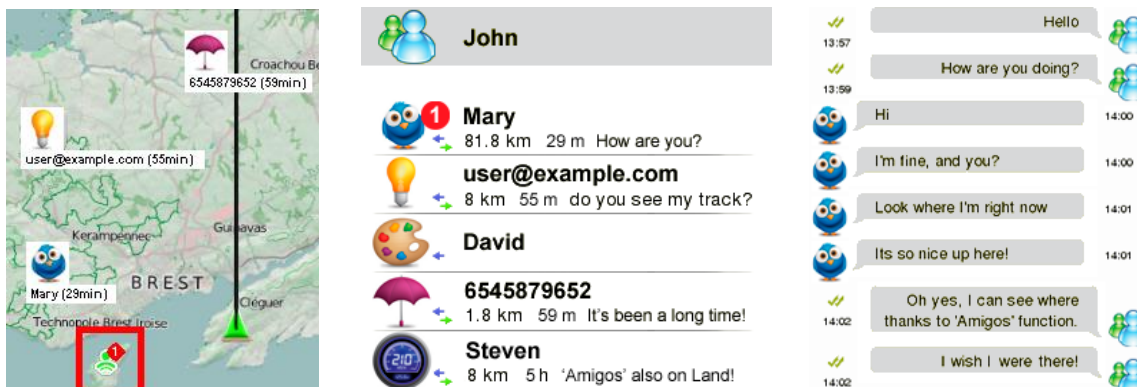 Croachou Be
6545879652 (59min)
user@example.com (55min)
Kerampennec
Guipavas
Mary (29min)
BREST
Cléguer
Technopole Brest Iroise
1
John
1
Mary
81.8 km 29 m How are you?
user@example.com
8 km 55 m do you see my track?
David
6545879652
1.8 km 59 m It's been a long time!
210
Steven
8 km 5 h 'Amigos' also on Land!
Hello
13:57
How are you doing?
13:59
Hi
14:00
I'm fine, and you?
14:00
Look where I'm right now
14:01
Its so nice up here!
14:01
Oh yes, I can see where
14:02
thanks to 'Amigos' function.
I wish I were there!
14:02